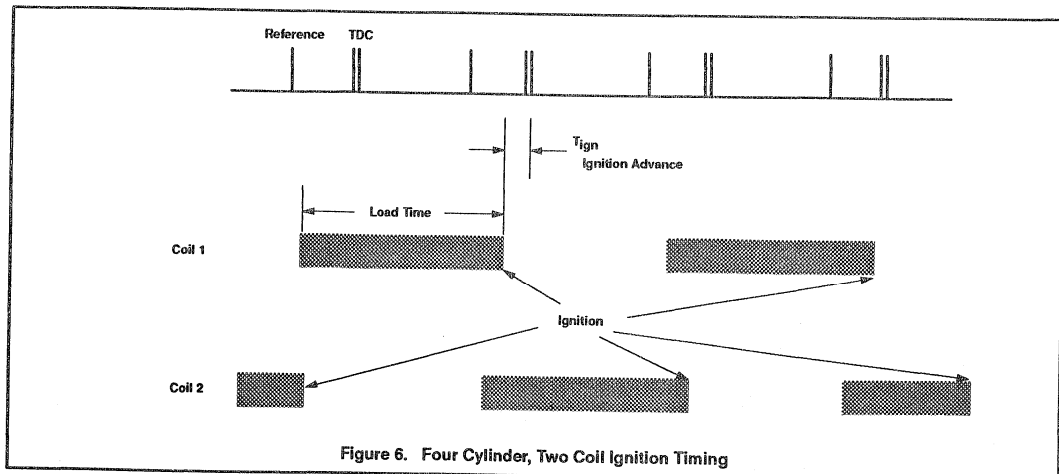 Reference TDC
Tign
Ignition Advance
Load Time
Coil 1
Ignition
Coil 2
Figure 6. Four Cylinder, Two Coil Ignition Timing